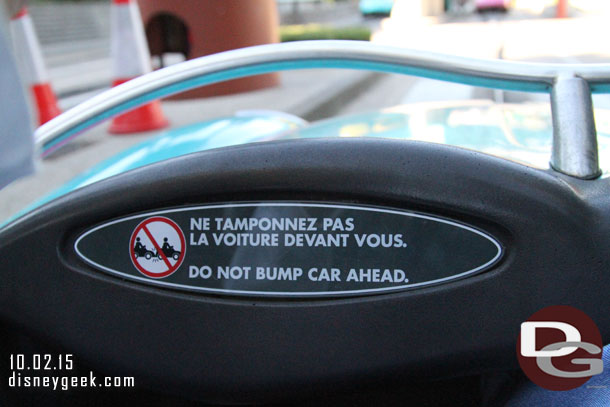 NE TAMPONNEZ PAS
LA VOITURE DEVANT VOUS.
DO NOT BUMP CAR AHEAD.
10.02.15
disneygeek.com
DG